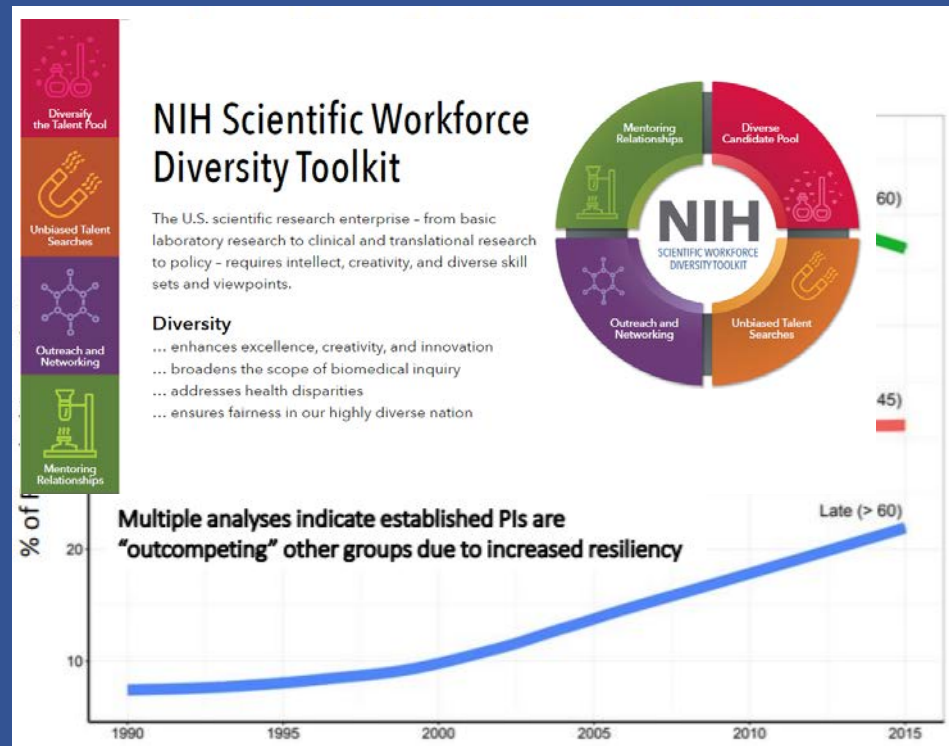 Diversify
the Talent Pool
Unbiased Talent
Searches
Outreach and
Networking
Mentoring
Relationships
NIH Scientific Workforce
Diversity Toolkit
The U.S. scientific research enterprise – from basic
laboratory research to clinical and translational research
to policy – requires intellect, creativity, and diverse skill
sets and viewpoints.
Diversity
... enhances excellence, creativity, and innovation
... broadens the scope of biomedical inquiry
... addresses health disparities
... ensures fairness in our highly diverse nation
Mentoring
Relationships
Diverse
Candidate Pool
NIH
SCIENTIFIC WORKFORCE
DIVERSITY TOOLKIT
Outreach and
Networking
Unbiased Talent
Searches
60)
45)
% of
Multiple analyses indicate established PIs are
“outcompeting” other groups due to increased resiliency
Late (> 60)
20
10
1990 1995 2000 2005 2010 2015